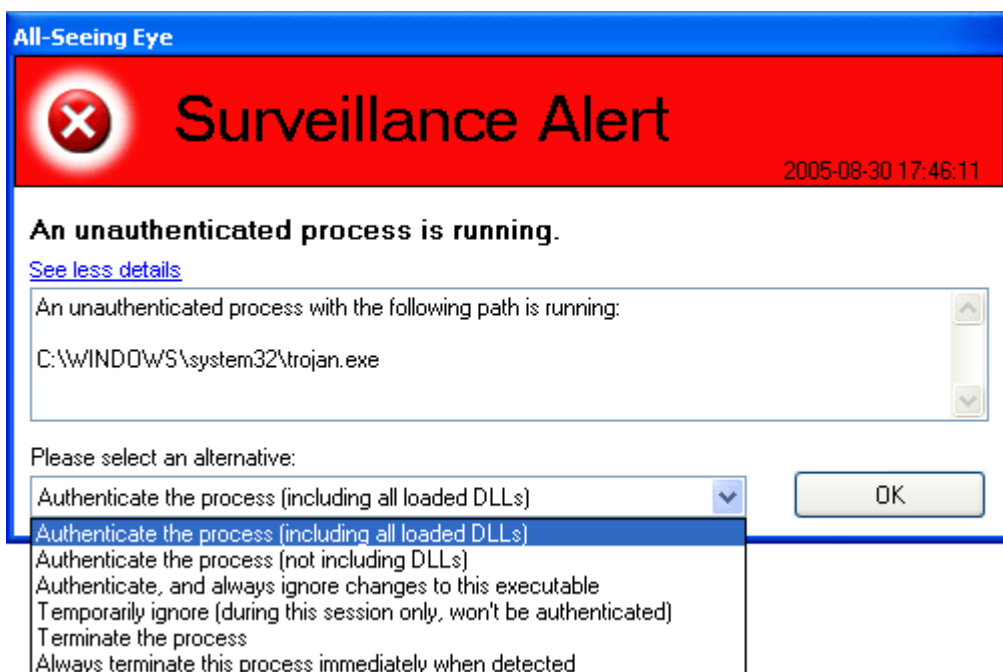 All-Seeing Eye
Surveillance Alert
2005-08-30 17:46:11
An unauthenticated process is running.
See less details
An unauthenticated process with the following path is running:
C:\WINDOWS\system32\trojan.exe
Please select an alternative:
Authenticate the process (including all loaded DLLs)
OK
Authenticate the process (including all loaded DLLs)
Authenticate the process (not including DLLs)
Authenticate, and always ignore changes to this executable
Temporarily ignore (during this session only, won't be authenticated)
Terminate the process
Always terminate this process immediately when detected